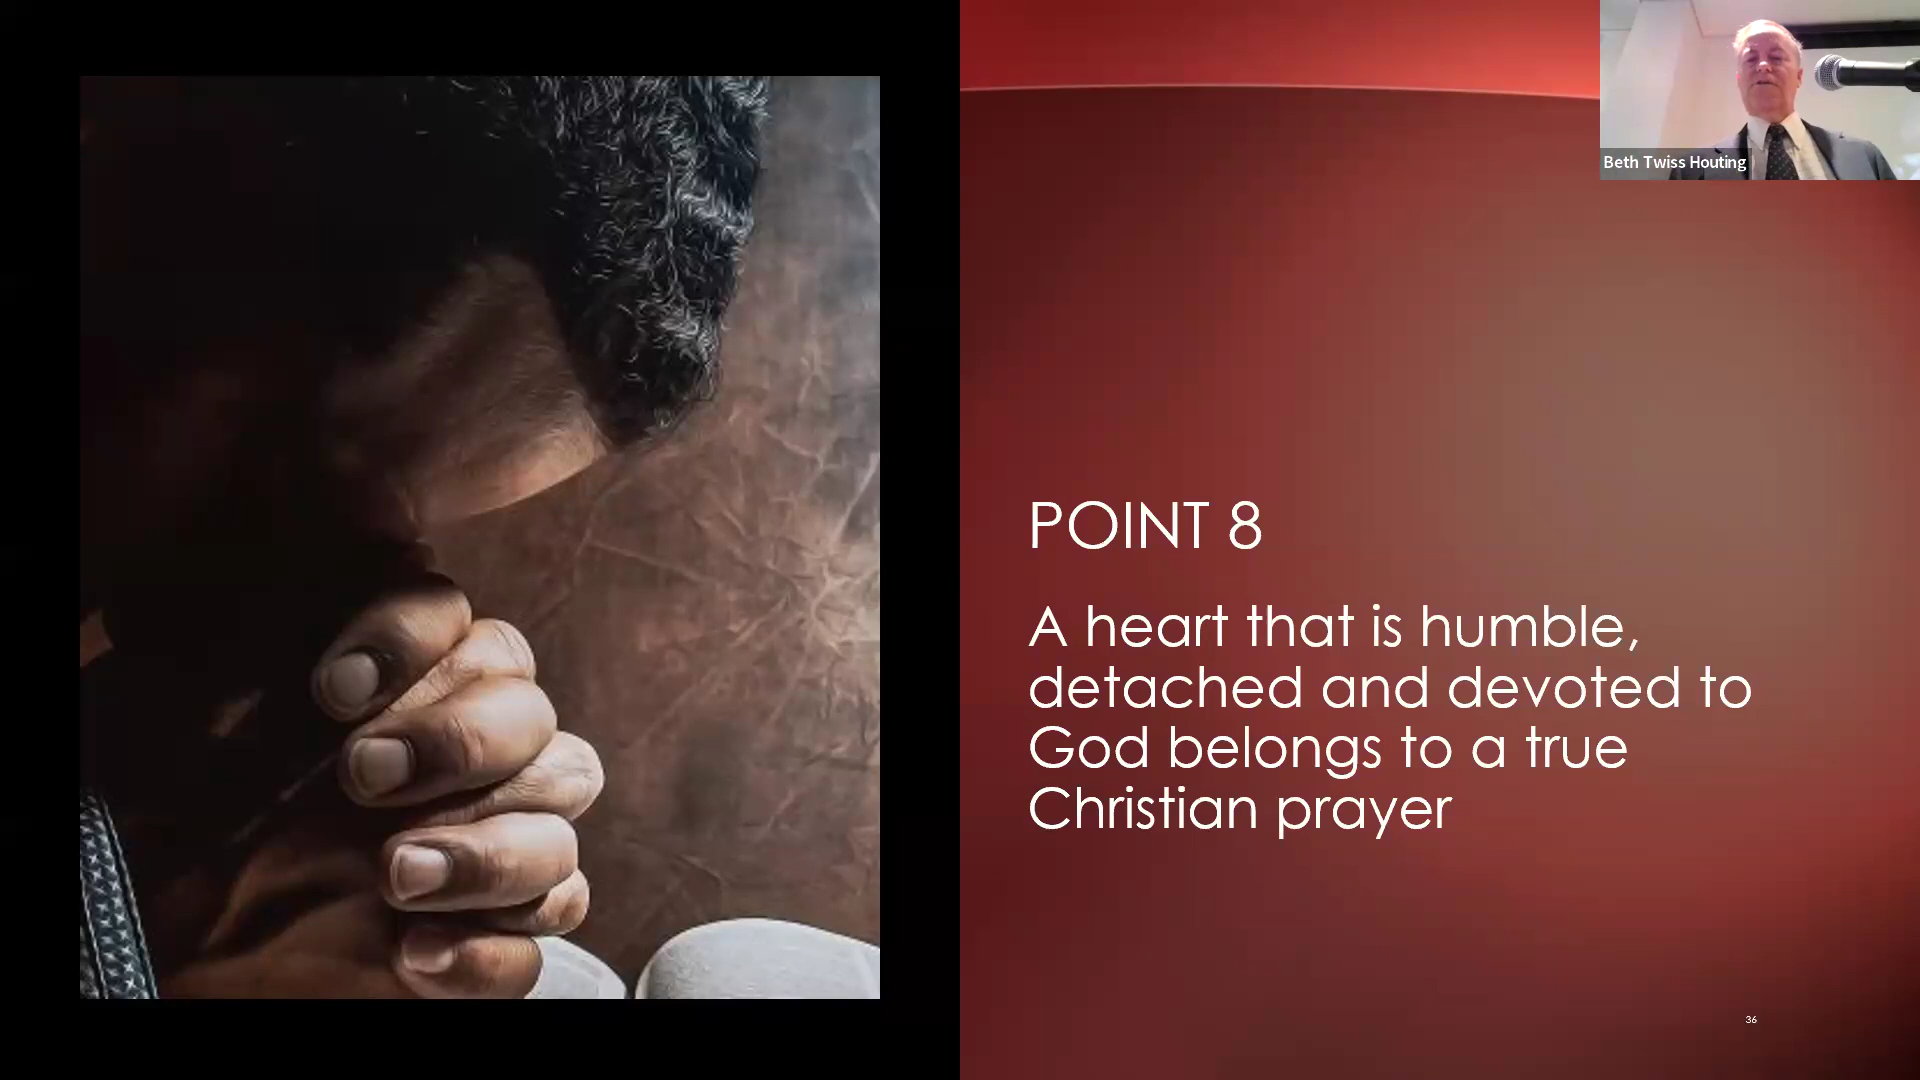 Beth Twiss Houting
POINT 8
A heart that is humble,
detached and devoted to
God belongs to a true
Christian prayer
36